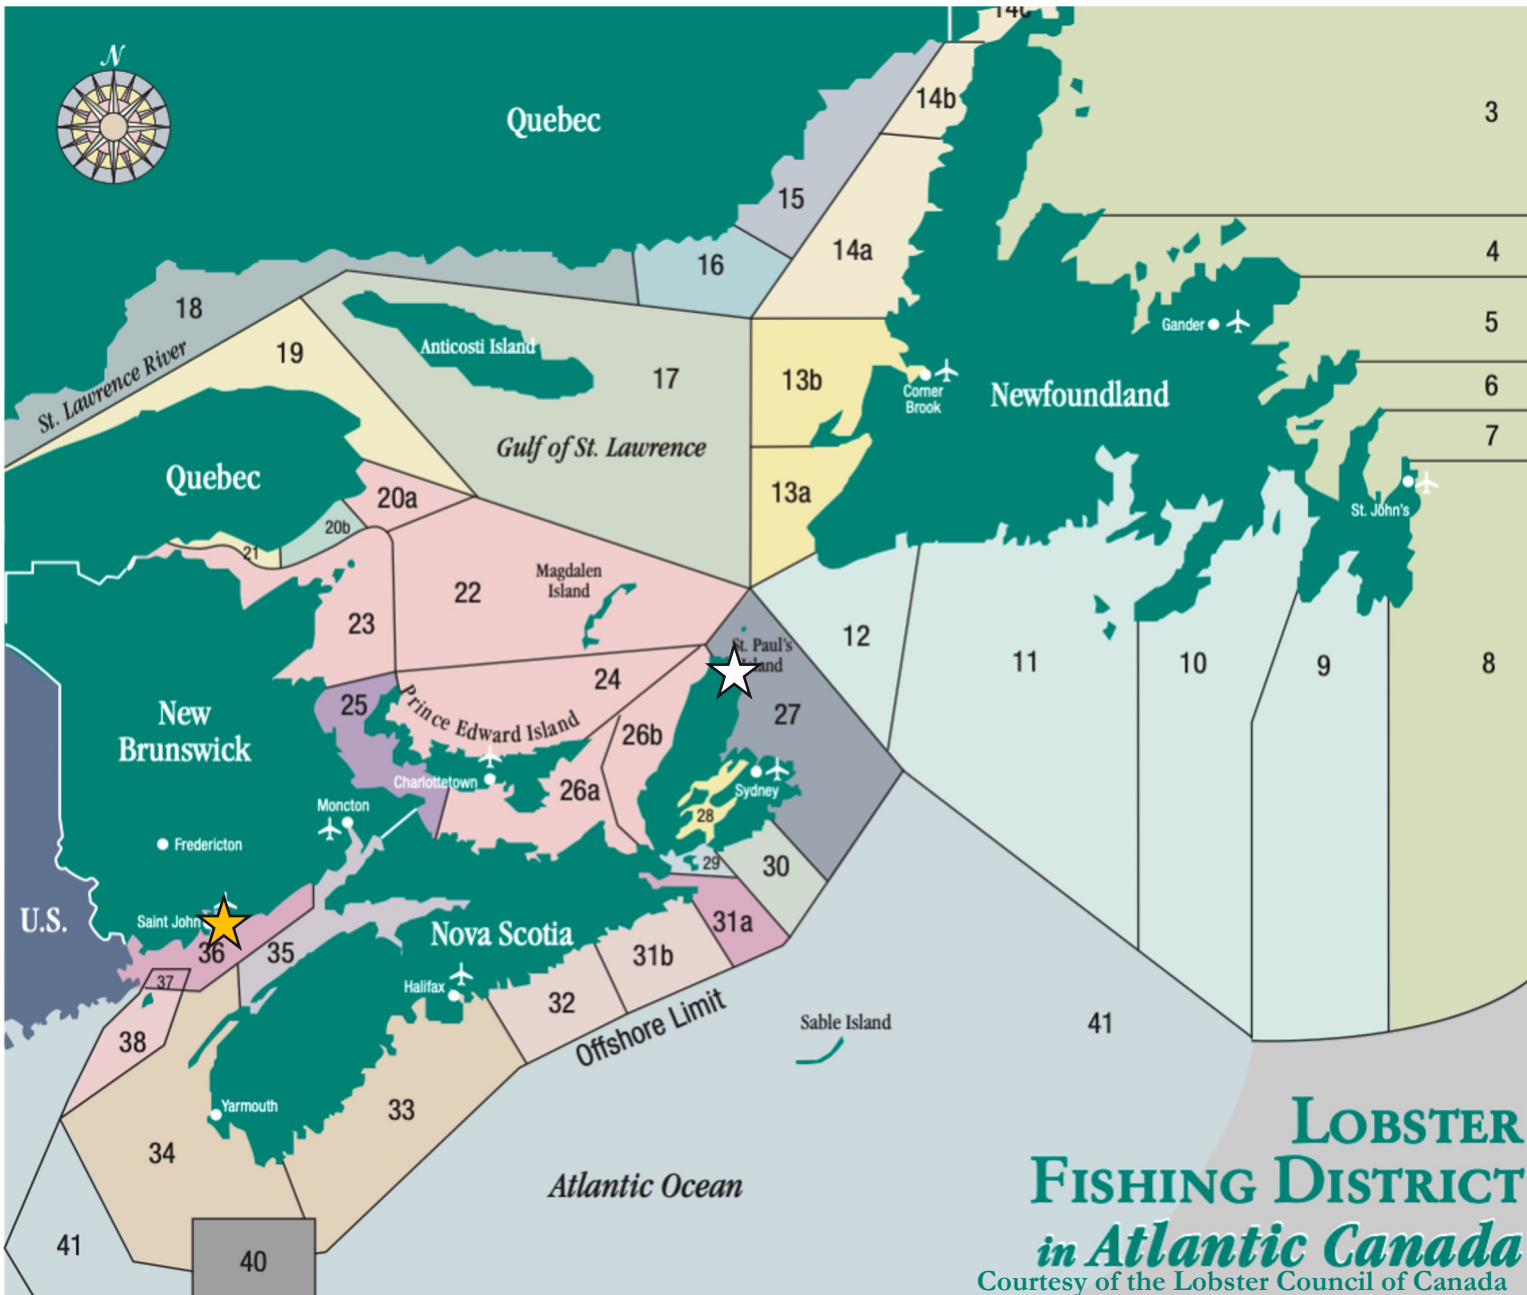 14c
N
14b
Quebec
3
15
14a
4
16
18
Gander
5
19
Anticosti Island
17
13b
Corner
Brook
Newfoundland
6
St. Lawrence River
7
Gulf of St. Lawrence
Quebec
20a
13a
St. John's
20b
21
22
Magdalen
Island
23
12
St. Paul's
Island
11
10
9
8
24
25
Prince Edward Island
27
New
Brunswick
26b
Charlottetown
26a
Sydney
Moncton
28
Fredericton
29
30
U.S.
Saint John
36
35
Nova Scotia
31a
31b
37
Halifax
32
Offshore Limit
Sable Island
41
38
Yarmouth
33
34
Atlantic Ocean
41
40
LOBSTER
FISHING DISTRICT
in Atlantic Canada
Courtesy of the Lobster Council of Canada